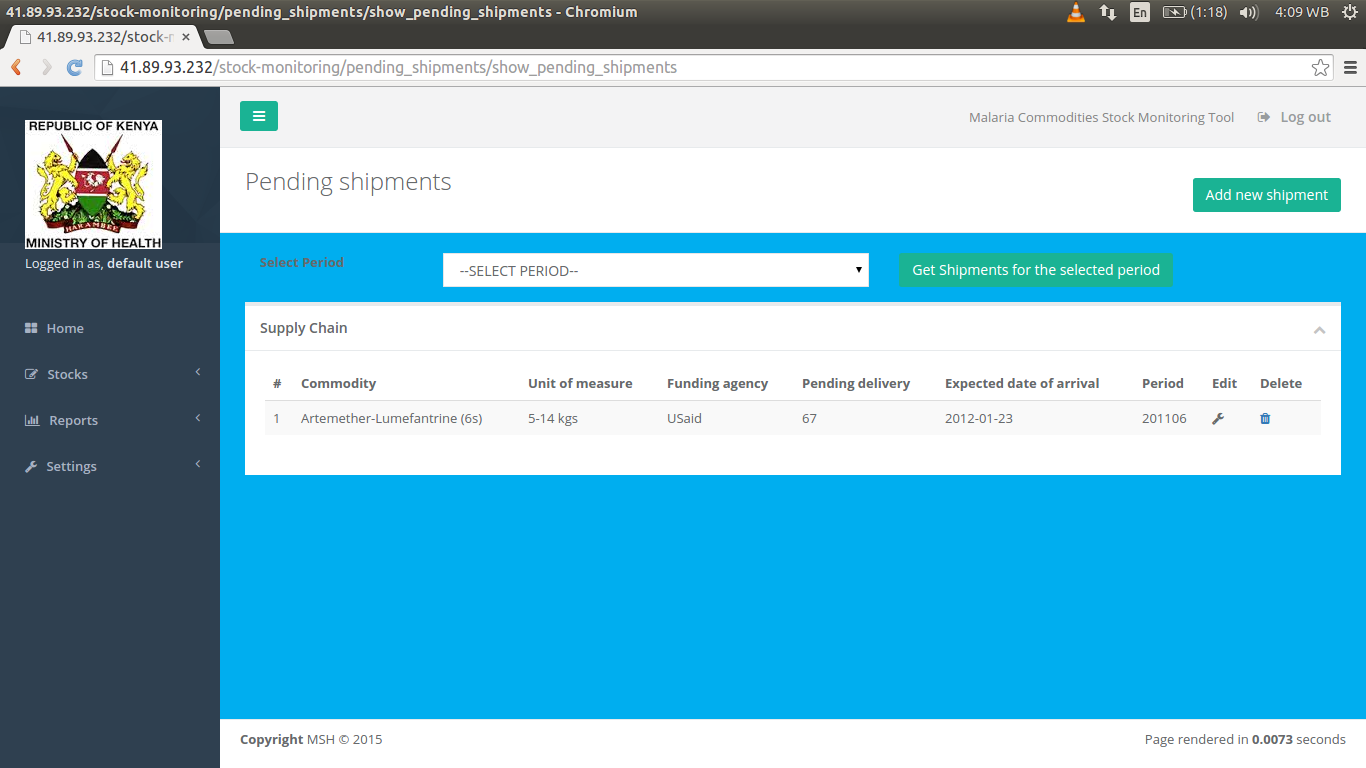 41.89.93.232/stock-monitoring/pending_shipments/show_pending_shipments - Chromium
En (1:18) 4:09 WB
41.89.93.232/stock-r
41.89.93.232/stock-monitoring/pending_shipments/show_pending_shipments
REPUBLIC OF KENYA
HARAMBEE
MINISTRY OF HEALTH
Logged in as, default user
Home
Stocks
Reports
Settings
Malaria Commodities Stock Monitoring Tool Log out
Pending shipments
Add new shipment
Select Period --SELECT PERIOD-- Get Shipments for the selected period
Supply Chain
# Commodity Unit of measure Funding agency Pending delivery Expected date of arrival Period Edit Delete
1 Artemether-Lumefantrine (6s) 5-14 kgs USaid 67 2012-01-23 201106
Copyright MSH © 2015 Page rendered in 0.0073 seconds